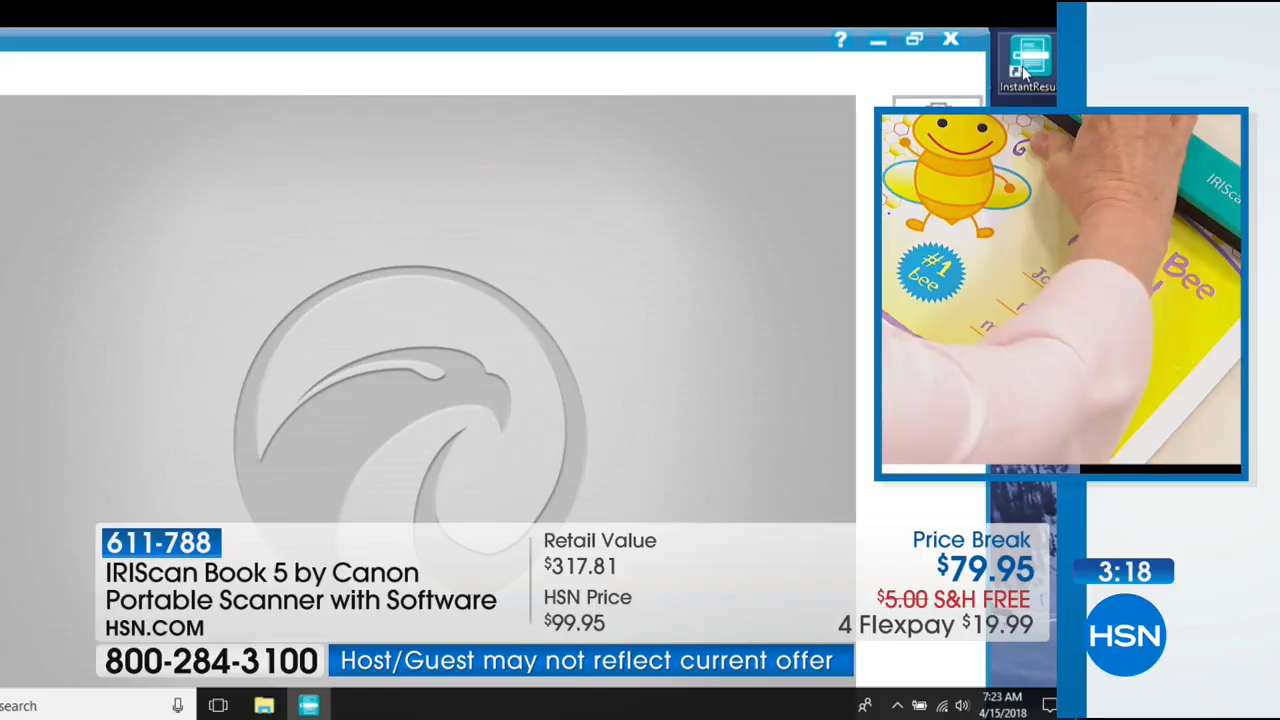 ?
InstantResu
IRISca
#1
bee
Bee
611-788
IRIScan Book 5 by Canon
Portable Scanner with Software
HSN.COM
Retail Value
$317.81
HSN Price
$99.95
Price Break
$79.95
$5.00 S&H FREE
4 Flexpay $19.99
3:18
HSN
800-284-3100
Host/Guest may not reflect current offer
search
7:23 AM
4/15/2018